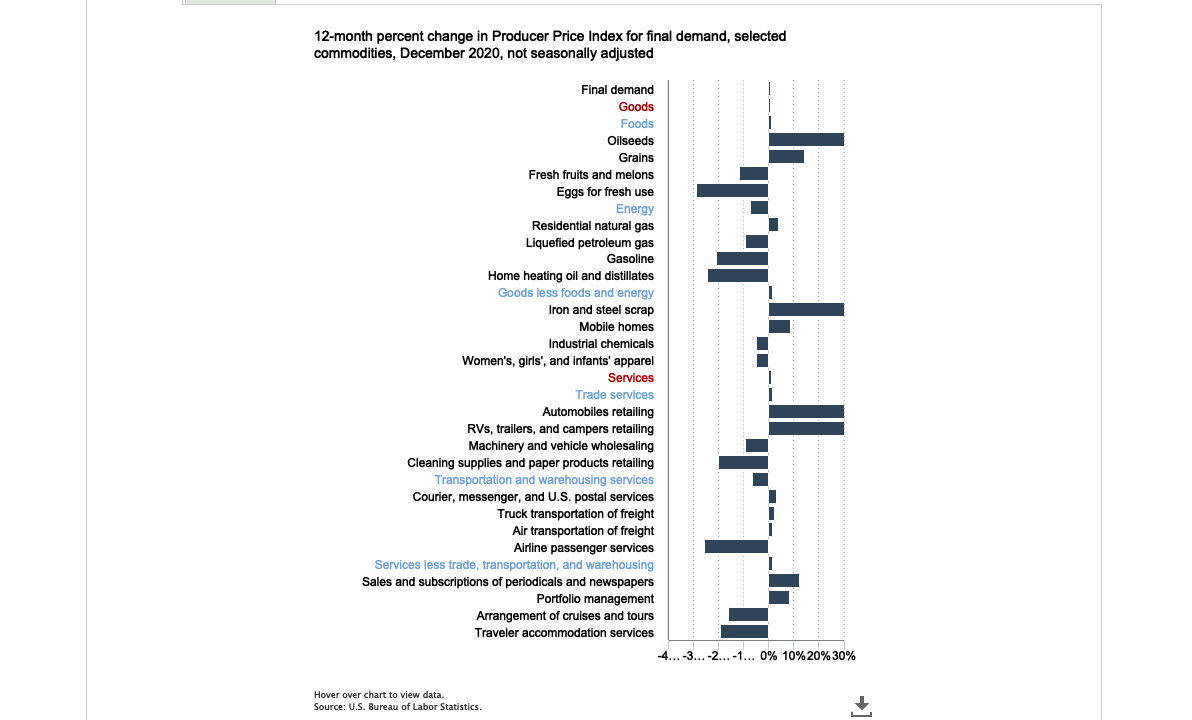 12-month percent change in Producer Price Index for final demand, selected
commodities, December 2020, not seasonally adjusted
Final demand
Goods
Foods
Oilseeds
Grains
Fresh fruits and melons
Eggs for fresh use
Energy
Residential natural gas
Liquefied petroleum gas
Gasoline
Home heating oil and distillates
Goods less foods and energy
Iron and steel scrap
Mobile homes
Industrial chemicals
Women's, girls', and infants' apparel
Services
Trade services
Automobiles retailing
RVs, trailers, and campers retailing
Machinery and vehicle wholesaling
Cleaning supplies and paper products retailing
Transportation and warehousing services
Courier, messenger, and U.S. postal services
Truck transportation of freight
Air transportation of freight
Airline passenger services
Services less trade, transportation, and warehousing
Sales and subscriptions of periodicals and newspapers
Portfolio management
Arrangement of cruises and tours
Traveler accommodation services
-4... -3... -2... -1... 0% 10% 20% 30%
Hover over chart to view data.
Source: U.S. Bureau of Labor Statistics.